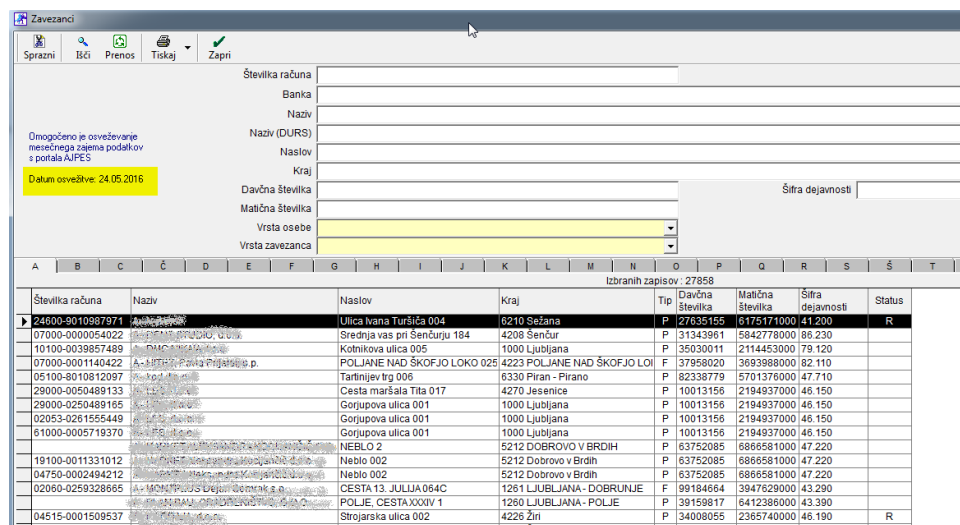 Zavezanci
Sprazni Išči Prenos Tiskaj Zapri
Številka računa
Banka
Naziv
Naziv (DURS)
Naslov
Kraj
Davčna številka Šifra dejavnosti
Matična številka
Vrsta osebe
Vrsta zavezanca
Omogočeno je osveževanje
mesečnega zajema podatkov
s portala AJPES
Datum osvežitve: 24.05.2016
A B C Č D E F G H I J K L M N O P Q R S Š T
Izbranih zapisov : 27858
Številka računa Naziv Naslov Kraj Tip Davčna številka Matična številka Šifra dejavnosti Status
24600-9010987971 Ulica Ivana Turšiča 004 6210 Sežana P 27635155 6175171000 41.200 R
07000-0000054022 Srednja vas pri Šenčurju 184 4208 Šenčur P 31343961 5842778000 86.230
10100-0039857489 Kotnikova ulica 005 1000 Ljubljana P 35030011 2114453000 79.120
07000-0001140422 POLJANE NAD ŠKOFJO LOKO 025 4223 POLJANE NAD ŠKOFJO LOI F 37958020 3693988000 82.110
05100-8010812097 Tartinijev trg 006 6330 Piran - Pirano P 82338779 5701376000 47.710
29000-0050489133 Cesta maršala Tita 017 4270 Jesenice P 10013156 2194937000 46.150
29000-0250489165 Gorjupova ulica 001 1000 Ljubljana P 10013156 2194937000 46.150
02053-0261555449 Gorjupova ulica 001 1000 Ljubljana P 10013156 2194937000 46.150
61000-0005719370 Gorjupova ulica 001 1000 Ljubljana P 10013156 2194937000 46.150
NEBLO 2 5212 DOBROVO V BRDIH P 63752085 6866581000 47.220
19100-0011331012 Neblo 002 5212 Dobrovo v Brdih P 63752085 6866581000 47.220
04750-0002494212 Neblo 002 5212 Dobrovo v Brdih P 63752085 6866581000 47.220
02060-0259328665 CESTA 13. JULIJA 064C 1261 LJUBLJANA - DOBRUNJE F 99184664 3947629000 43.290
POLJE, CESTA XXXIV 1 1260 LJUBLJANA - POLJE P 39159817 6412386000 43.390
04515-0001509537 Strojarska ulica 002 4226 Žiri P 34008055 2365740000 46.190 R